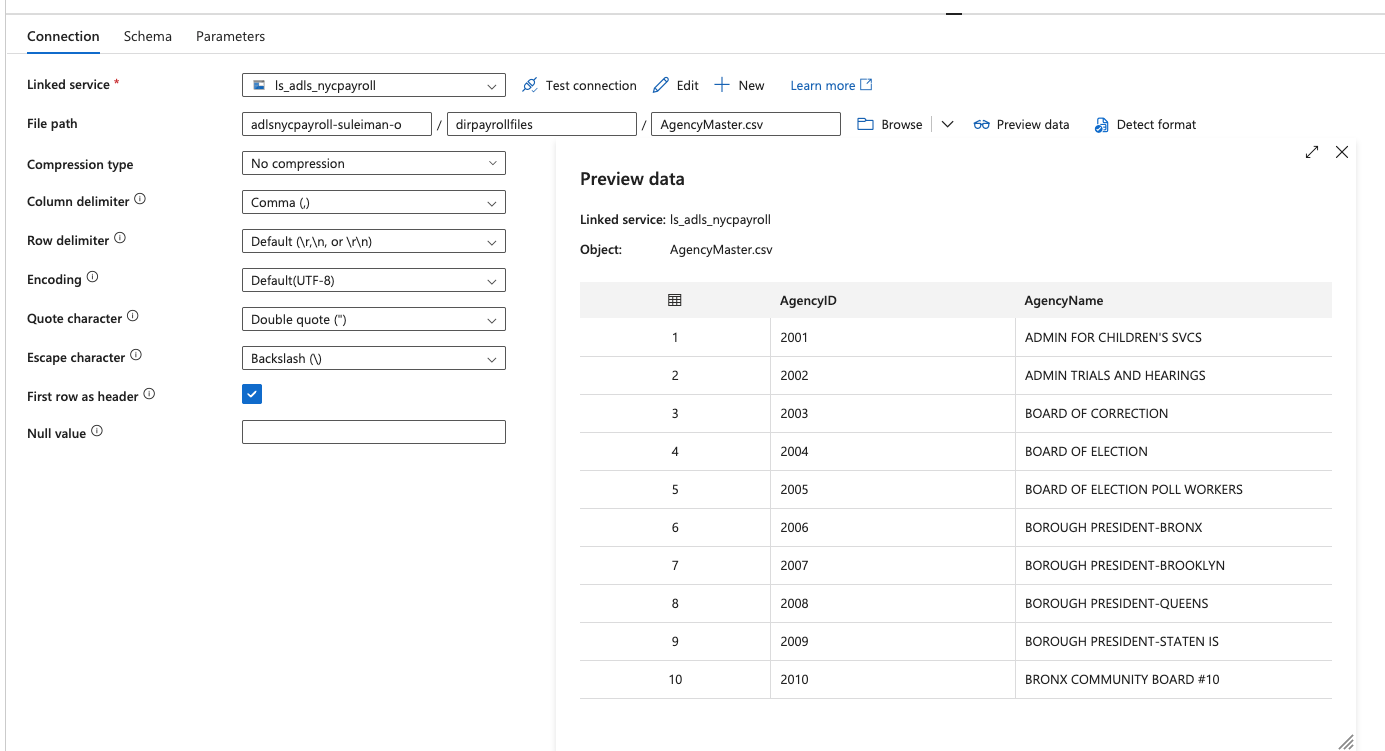 Connection Schema Parameters
Linked service * ls_adls_nycpayroll Test connection Edit New Learn more
File path adlsnycpayroll-suleiman-o / dirpayrollfiles / AgencyMaster.csv Browse Preview data Detect format
Compression type No compression
Column delimiter Comma (,)
Row delimiter Default (\r,\n, or \r\n)
Encoding Default(UTF-8)
Quote character Double quote (")
Escape character Backslash (\)
First row as header
Null value
Preview data
Linked service: ls_adls_nycpayroll
Object: AgencyMaster.csv
AgencyID AgencyName
1 2001 ADMIN FOR CHILDREN'S SVCS
2 2002 ADMIN TRIALS AND HEARINGS
3 2003 BOARD OF CORRECTION
4 2004 BOARD OF ELECTION
5 2005 BOARD OF ELECTION POLL WORKERS
6 2006 BOROUGH PRESIDENT-BRONX
7 2007 BOROUGH PRESIDENT-BROOKLYN
8 2008 BOROUGH PRESIDENT-QUEENS
9 2009 BOROUGH PRESIDENT-STATEN IS
10 2010 BRONX COMMUNITY BOARD #10